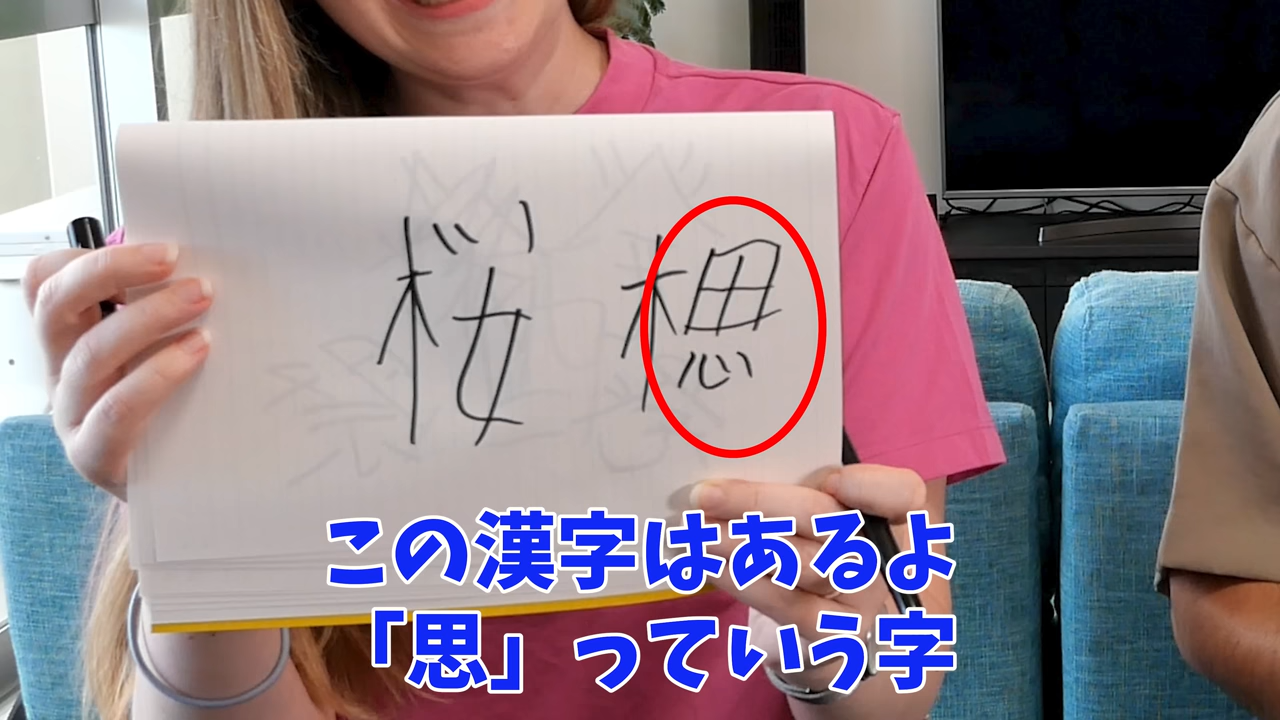 桜 楒
この漢字はあるよ
「思」っていう字